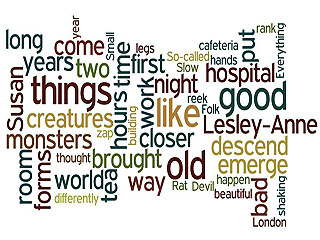 long
come
year
Small
legs
cafeteria
put
rank
Everything
years
two
time
first
So-called
Slow
hands
hospital
Susan
things
hours
building
work
night
reek
Folk
good
creatures
zap
like
Lesley-Anne
monsters
closer
descend
room
forms
thought
brought
old
emerge
world
tea
way
Rat
Devil
happen
bad
shaking
differently
beautiful
London